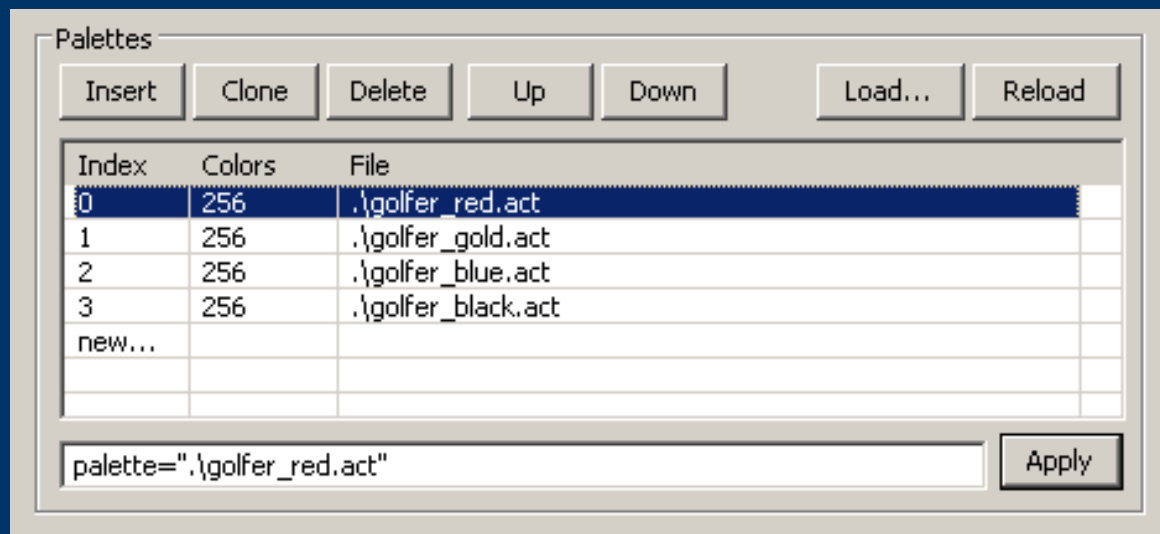 Palettes
Insert Clone Delete Up Down Load... Reload
Index Colors File
0 256 .\golfer_red.act
1 256 .\golfer_gold.act
2 256 .\golfer_blue.act
3 256 .\golfer_black.act
new...
palette=".\golfer_red.act" Apply